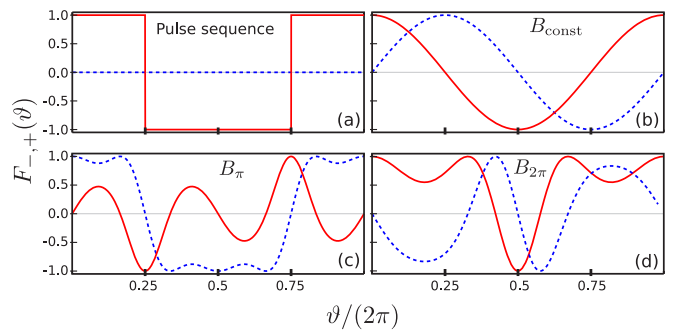 F_{-,+}(ϑ)
1.0
0.5
0.0
-0.5
-1.0
Pulse sequence
(a)
B_const
(b)
1.0
0.5
0.0
-0.5
-1.0
B_π
(c)
B_{2π}
(d)
0.25 0.5 0.75 0.25 0.5 0.75
ϑ/(2π)